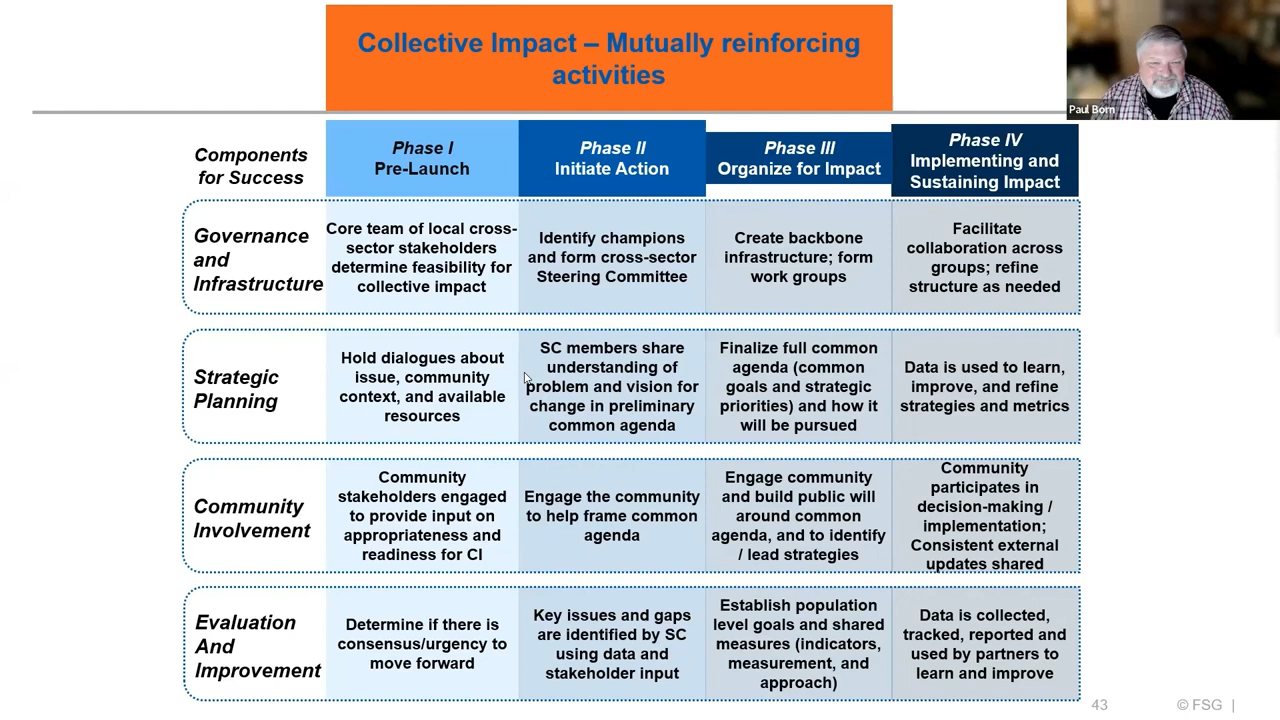 Collective Impact – Mutually reinforcing
activities
Paul Born
Components
for Success
Phase I
Pre-Launch
Phase II
Initiate Action
Phase III
Organize for Impact
Phase IV
Implementing and
Sustaining Impact
Governance
and
Infrastructure
Core team of local cross-
sector stakeholders
determine feasibility for
collective impact
Identify champions
and form cross-sector
Steering Committee
Create backbone
infrastructure; form
work groups
Facilitate
collaboration across
groups; refine
structure as needed
Strategic
Planning
Hold dialogues about
issue, community
context, and available
resources
SC members share
understanding of
problem and vision for
change in preliminary
common agenda
Finalize full common
agenda (common
goals and strategic
priorities) and how it
will be pursued
Data is used to learn,
improve, and refine
strategies and metrics
Community
Involvement
Community
stakeholders engaged
to provide input on
appropriateness and
readiness for CI
Engage the community
to help frame common
agenda
Engage community
and build public will
around common
agenda, and to identify
/ lead strategies
Community
participates in
decision-making /
implementation;
Consistent external
updates shared
Evaluation
And
Improvement
Determine if there is
consensus/urgency to
move forward
Key issues and gaps
are identified by SC
using data and
stakeholder input
Establish population
level goals and shared
measures (indicators,
measurement, and
approach)
Data is collected,
tracked, reported and
used by partners to
learn and improve
43
© FSG |